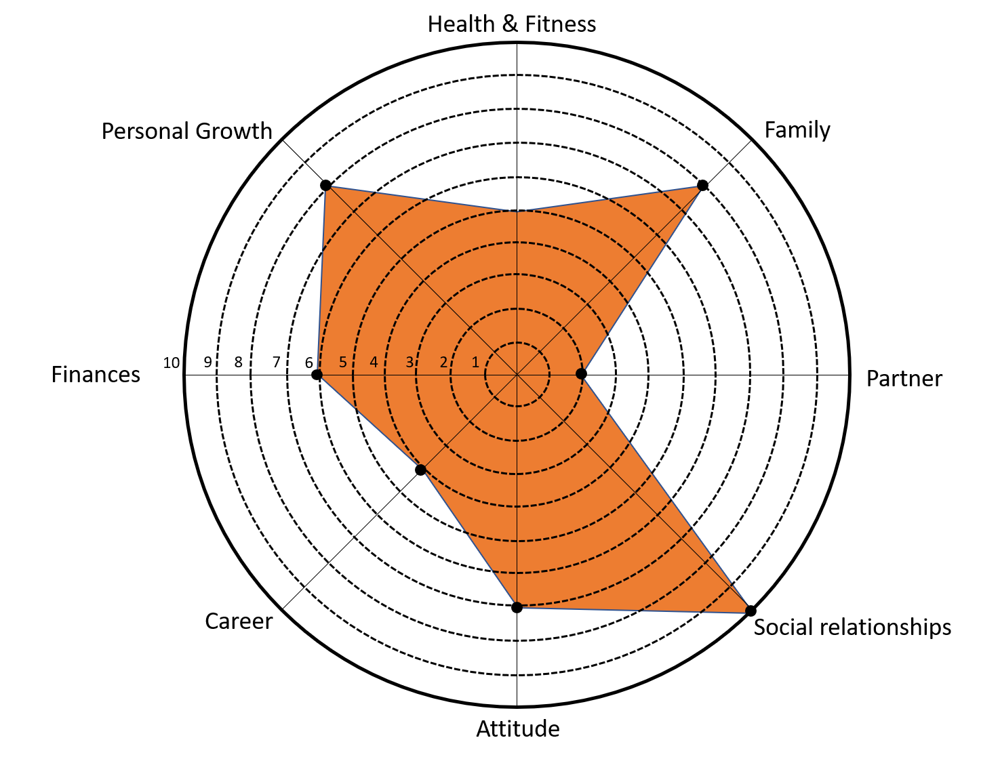 Health & Fitness
Personal Growth
Family
10 9 8 7 6 5 4 3 2 1
Finances
Partner
Career
Social relationships
Attitude